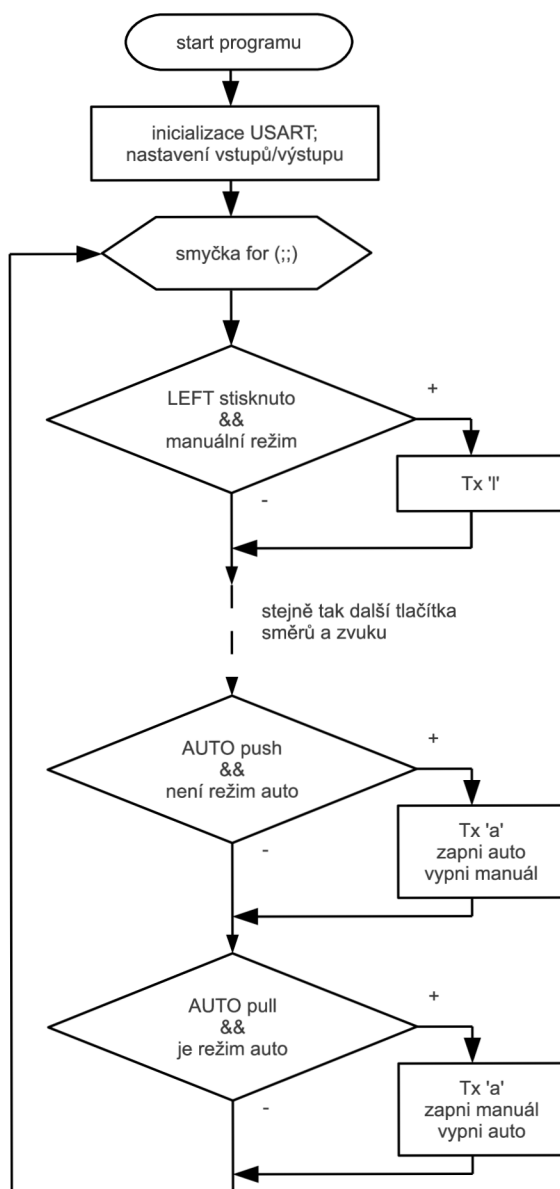 start programu
inicializace USART;
nastavení vstupů/výstupu
smyčka for (;;)
LEFT stisknuto
&&
manuální režim
+
Tx 'l'
-
stejně tak další tlačítka
směrů a zvuku
AUTO push
&&
není režim auto
+
Tx 'a'
zapni auto
vypni manuál
-
AUTO pull
&&
je režim auto
+
Tx 'a'
zapni manuál
vypni auto
-